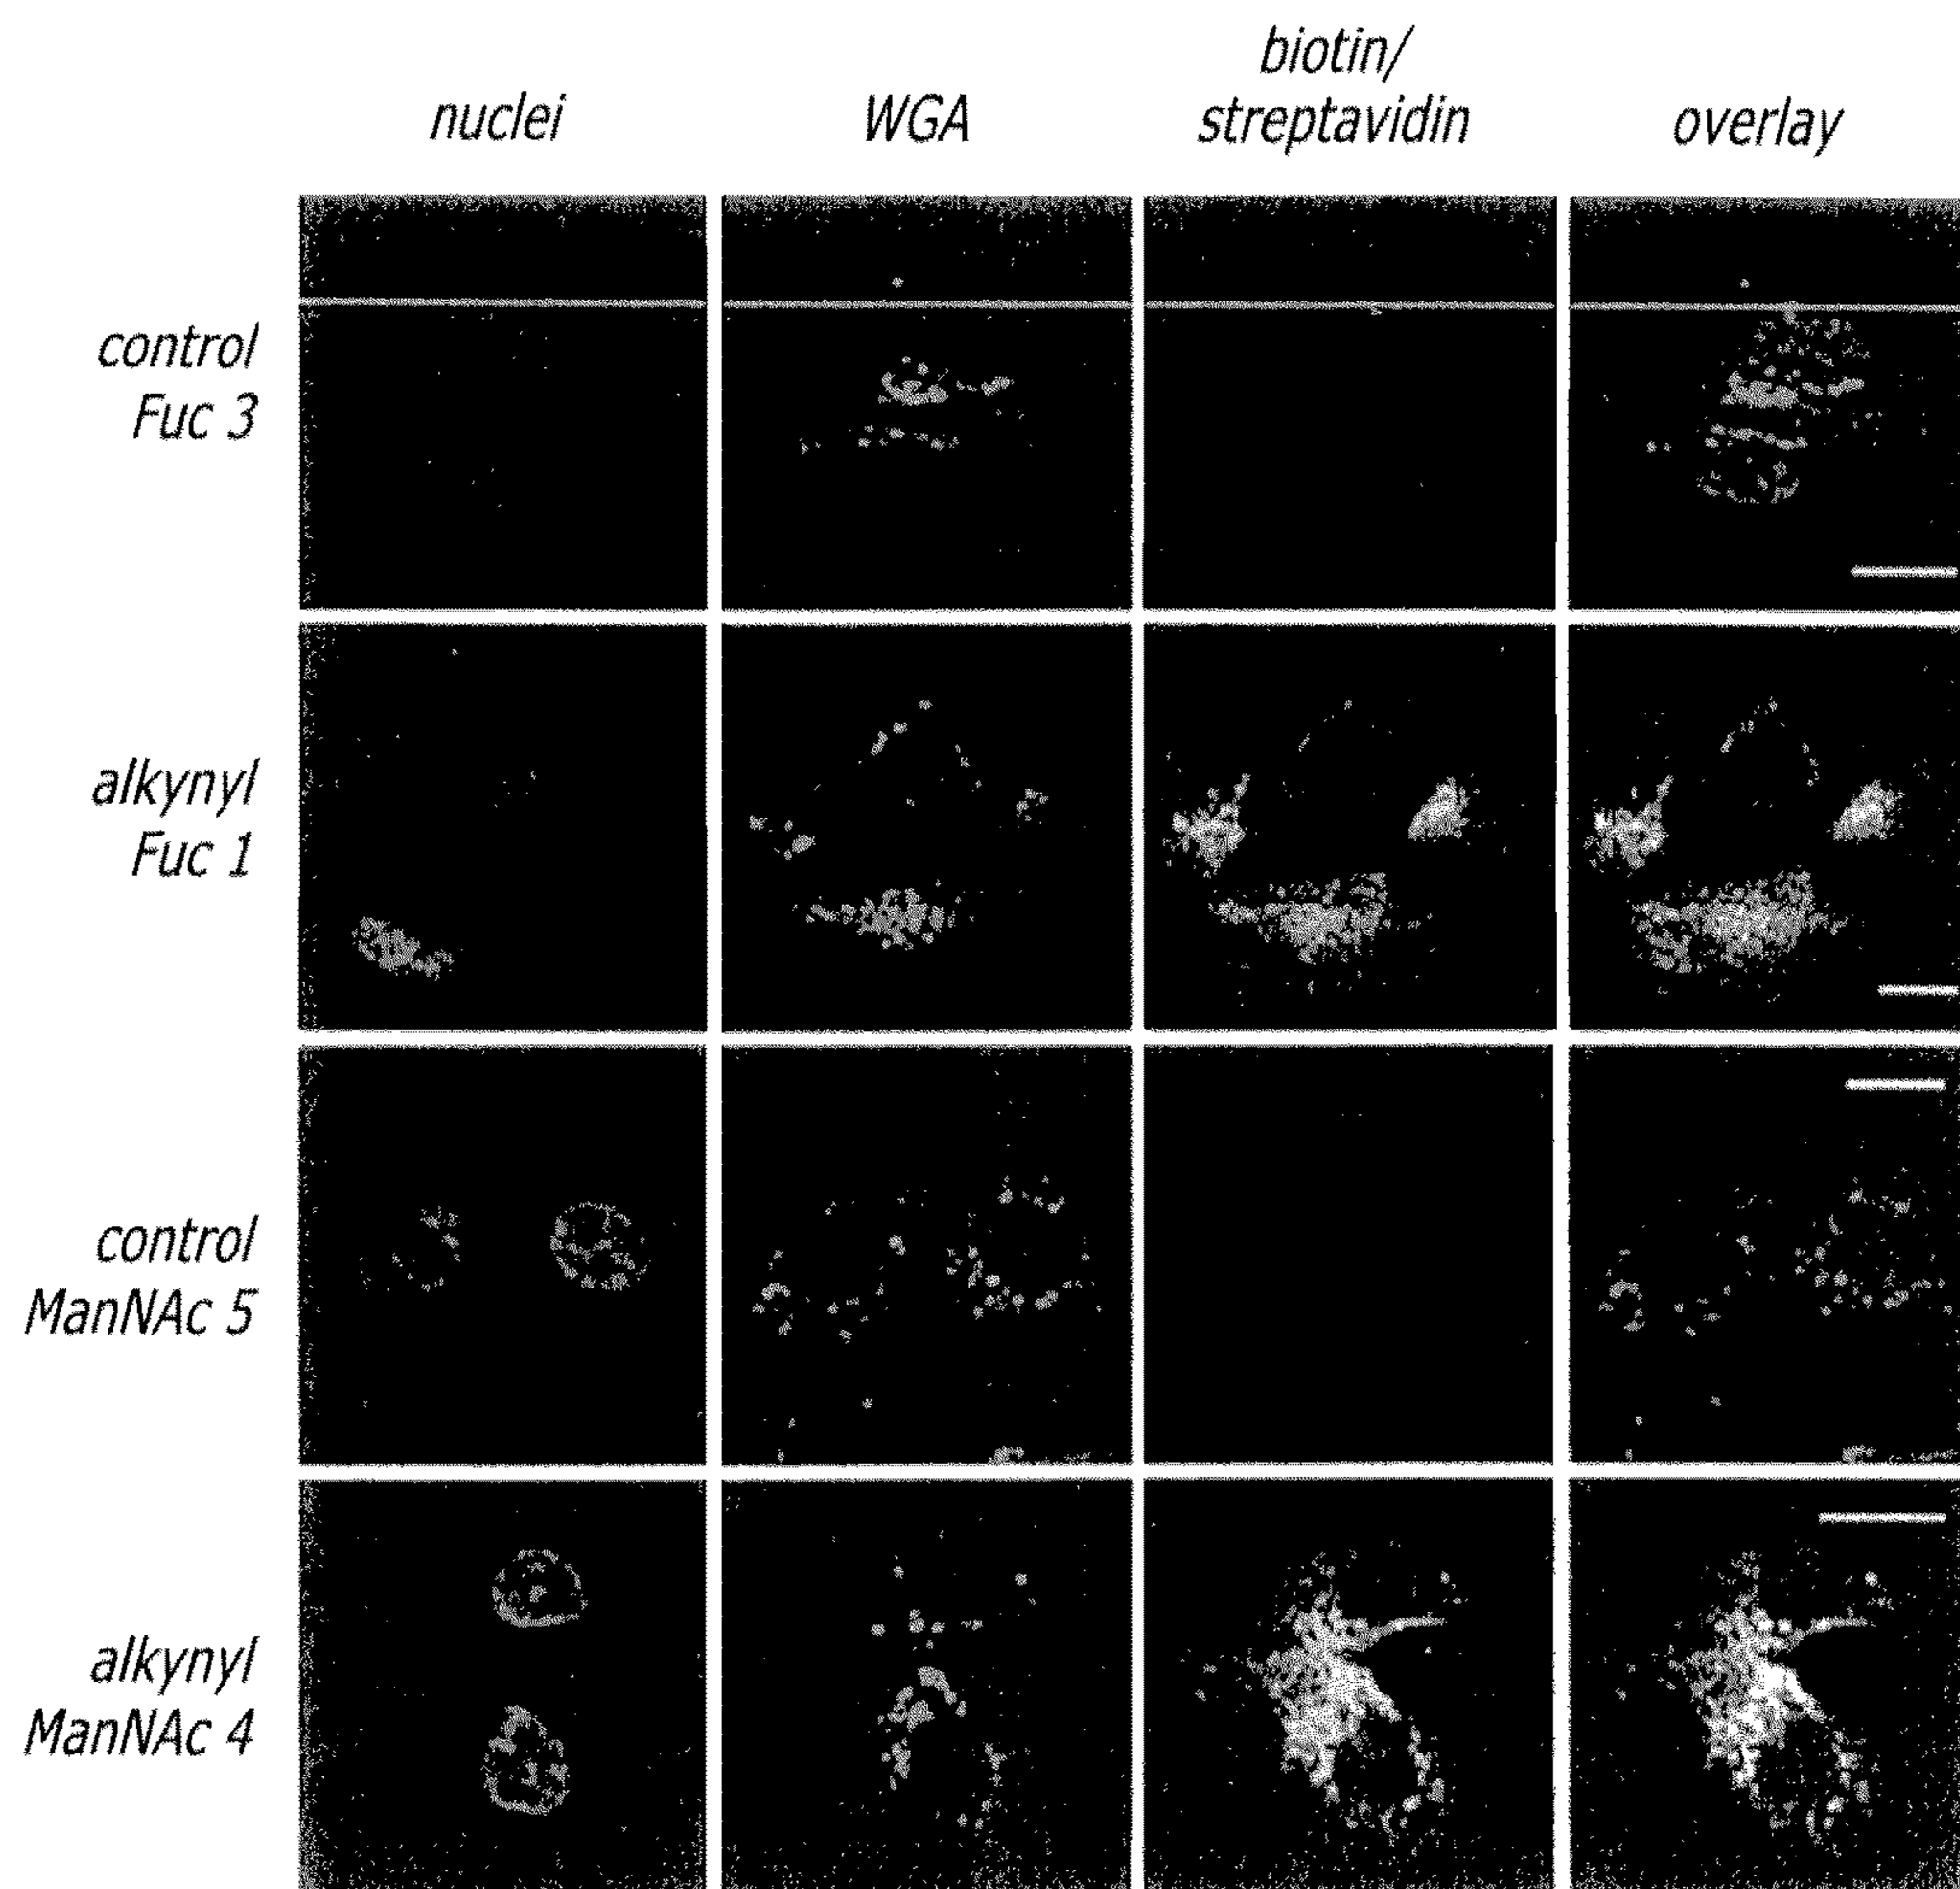 biotin/
nuclei WGA streptavidin overlay
control
Fuc 3
alkynyl
Fuc 1
control
ManNAc 5
alkynyl
ManNAc 4